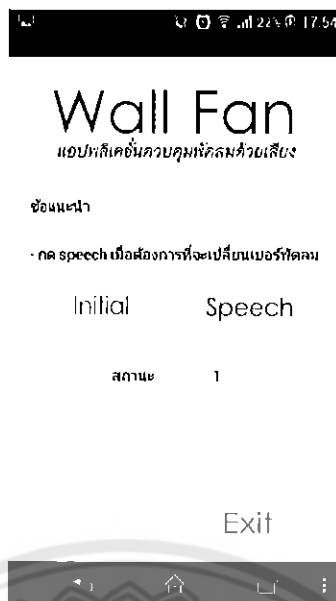 22% 17:54
Wall Fan
แอปพลิเคชั่นควบคุมพัดลมด้วยเสียง
ข้อแนะนำ
- กด speech เมื่อต้องการที่จะเปลี่ยนเบอร์พัดลม
Initial Speech
สถานะ 1
Exit